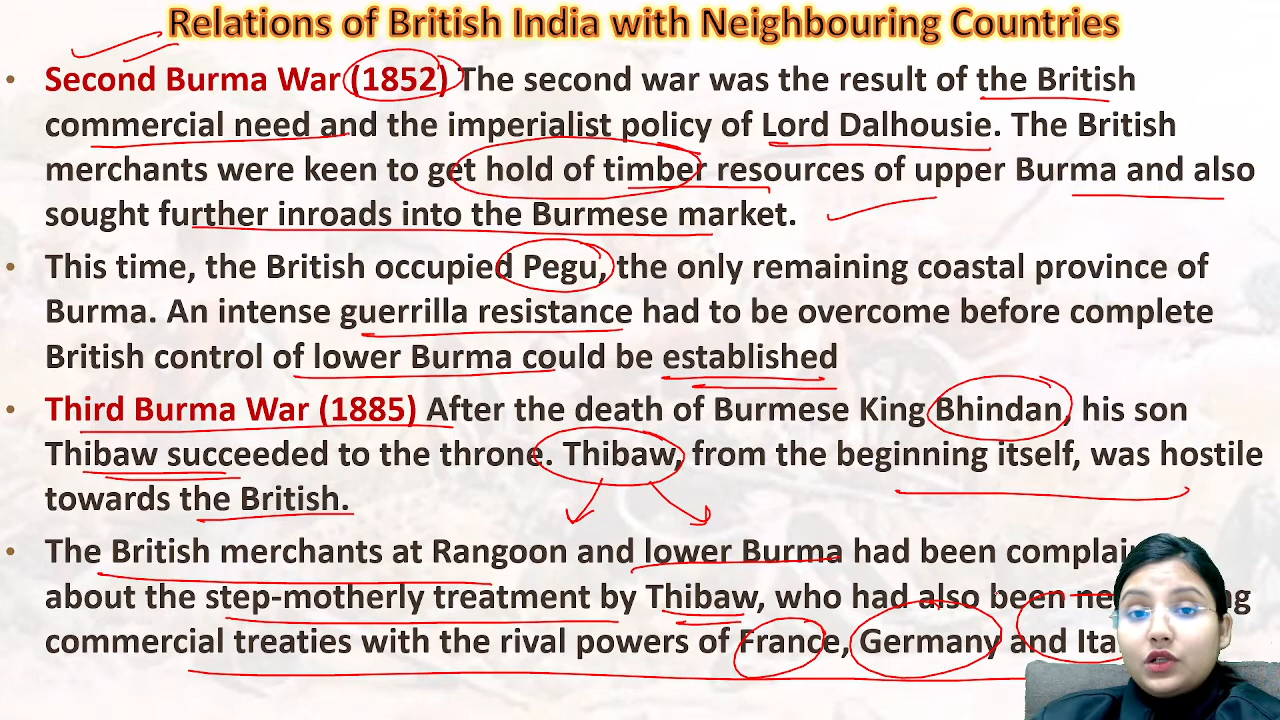 Relations of British India with Neighbouring Countries
• Second Burma War (1852) The second war was the result of the British
commercial need and the imperialist policy of Lord Dalhousie. The British
merchants were keen to get hold of timber resources of upper Burma and also
sought further inroads into the Burmese market.
• This time, the British occupied Pegu, the only remaining coastal province of
Burma. An intense guerrilla resistance had to be overcome before complete
British control of lower Burma could be established
• Third Burma War (1885) After the death of Burmese King Bhindan, his son
Thibaw succeeded to the throne. Thibaw, from the beginning itself, was hostile
towards the British.
• The British merchants at Rangoon and lower Burma had been
about the step-motherly treatment by Thibaw, who had also been
commercial treaties with the rival powers of France, Germany and